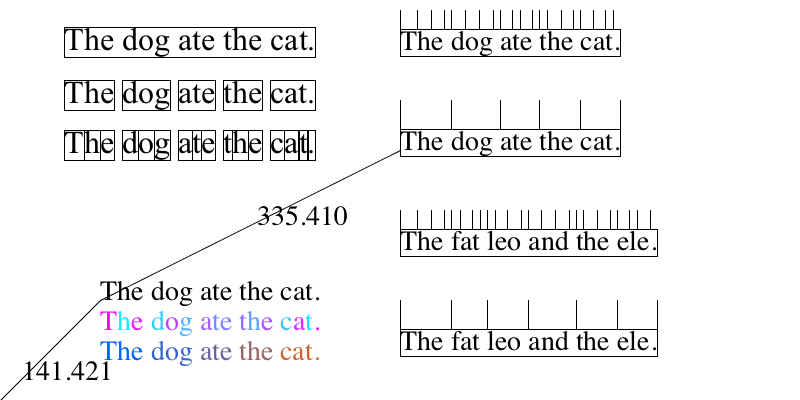 The dog ate the cat.
The dog ate the cat.
The dog ate the cat.
335.410
The dog ate the cat.
The dog ate the cat.
The dog ate the cat.
141.421
The dog ate the cat.
The dog ate the cat.
The fat leo and the ele.
The fat leo and the ele.